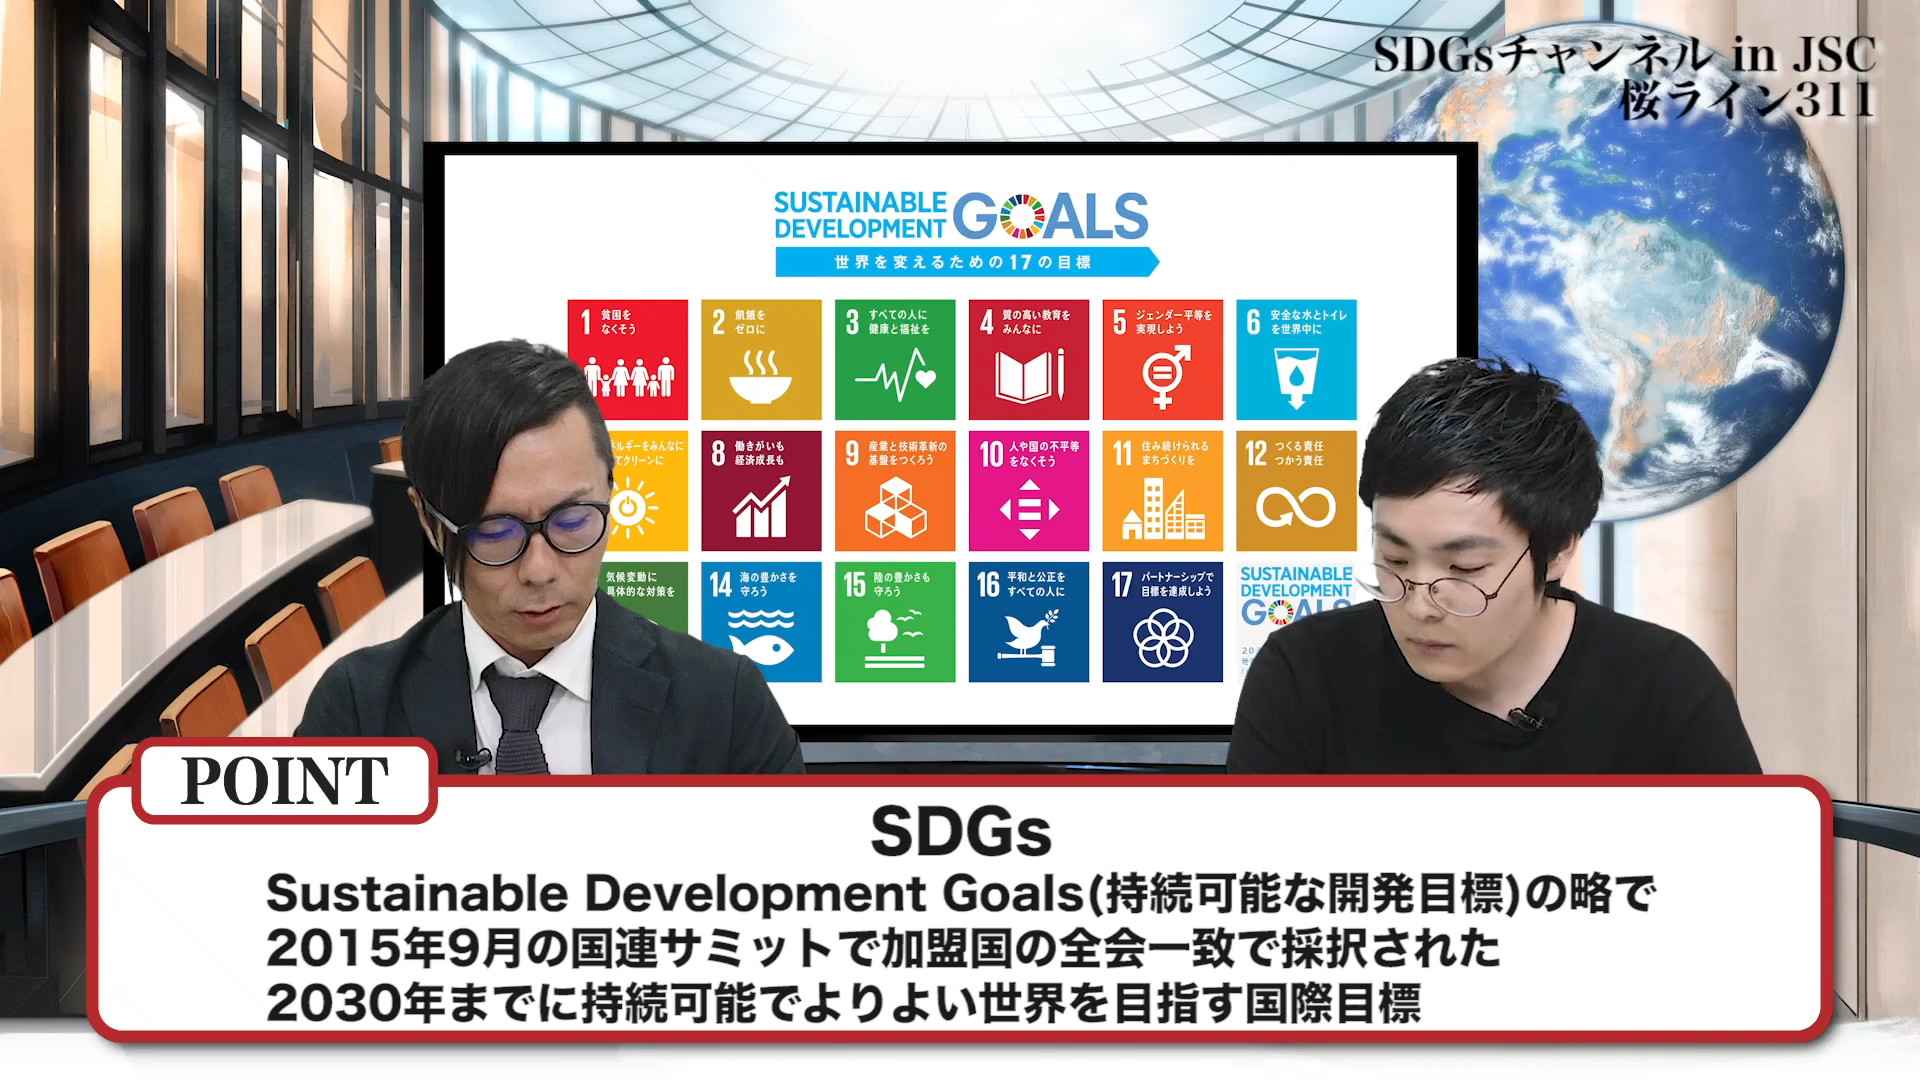 SDGsチャンネル in JSC
桜ライン311
SUSTAINABLE
DEVELOPMENT
GOALS
世界を変えるための17の目標
1 貧困を
なくそう
2 飢餓を
ゼロに
3 すべての人に
健康と福祉を
4 質の高い教育を
みんなに
5 ジェンダー平等を
実現しよう
6 安全な水とトイレ
を世界中に
ルギーをみんなに
てクリーンに
8 働きがいも
経済成長も
9 産業と技術革新の
基盤をつくろう
10 人や国の不平等
をなくそう
11 住み続けられる
まちづくりを
12 つくる責任
つかう責任
気候変動に
具体的な対策を
14 海の豊かさを
守ろう
15 陸の豊かさも
守ろう
16 平和と公正を
すべての人に
17 パートナーシップで
目標を達成しよう
SUSTAINABLE
DEVELOPMENT
GOALS
POINT
SDGs
Sustainable Development Goals(持続可能な開発目標)の略で
2015年9月の国連サミットで加盟国の全会一致で採択された
2030年までに持続可能でよりよい世界を目指す国際目標